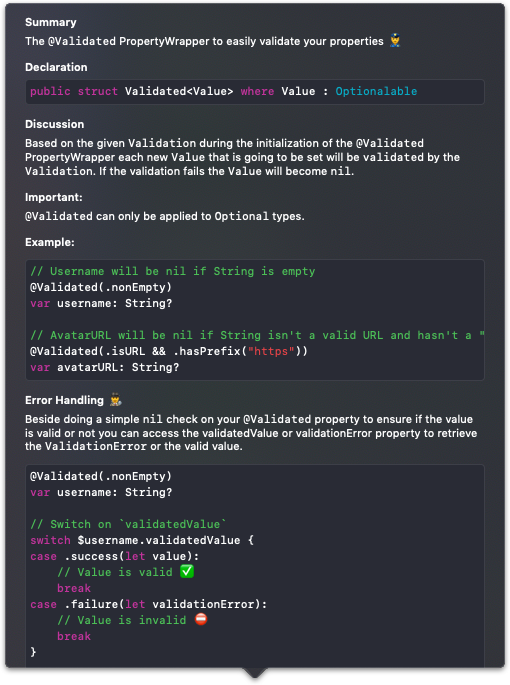 Summary
The @Validated PropertyWrapper to easily validate your properties 👮
Declaration
public struct Validated<Value> where Value : Optionalable
Discussion
Based on the given Validation during the initialization of the @Validated
PropertyWrapper each new Value that is going to be set will be validated by the
Validation. If the validation fails the Value will become nil.
Important:
@Validated can only be applied to Optional types.
Example:
// Username will be nil if String is empty
@Validated(.nonEmpty)
var username: String?
// AvatarURL will be nil if String isn't a valid URL and hasn't a "
@Validated(.isURL && .hasPrefix("https"))
var avatarURL: String?
Error Handling 🕵️
Beside doing a simple nil check on your @Validated property to ensure if the value
is valid or not you can access the validatedValue or validationError property to retrieve
the ValidationError or the valid value.
@Validated(.nonEmpty)
var username: String?
// Switch on `validatedValue`
switch $username.validatedValue {
case .success(let value):
    // Value is valid ✅
    break
case .failure(let validationError):
    // Value is invalid ⛔
    break
}